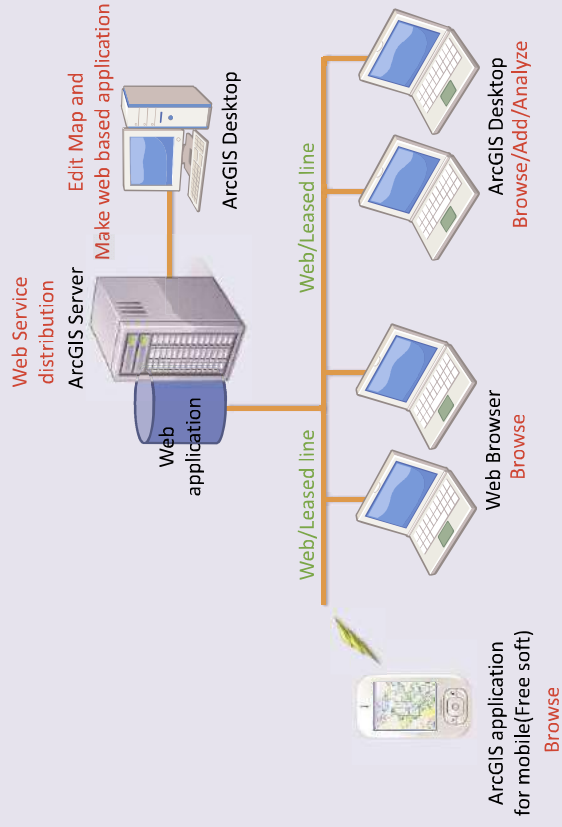 Web Service
distribution
ArcGIS Server
Edit Map and
Make web based application
ArcGIS Desktop
Web
application
Web/Leased line
Web/Leased line
ArcGIS application
for mobile(Free soft)
Browse
Web Browser
Browse
ArcGIS Desktop
Browse/Add/Analyze